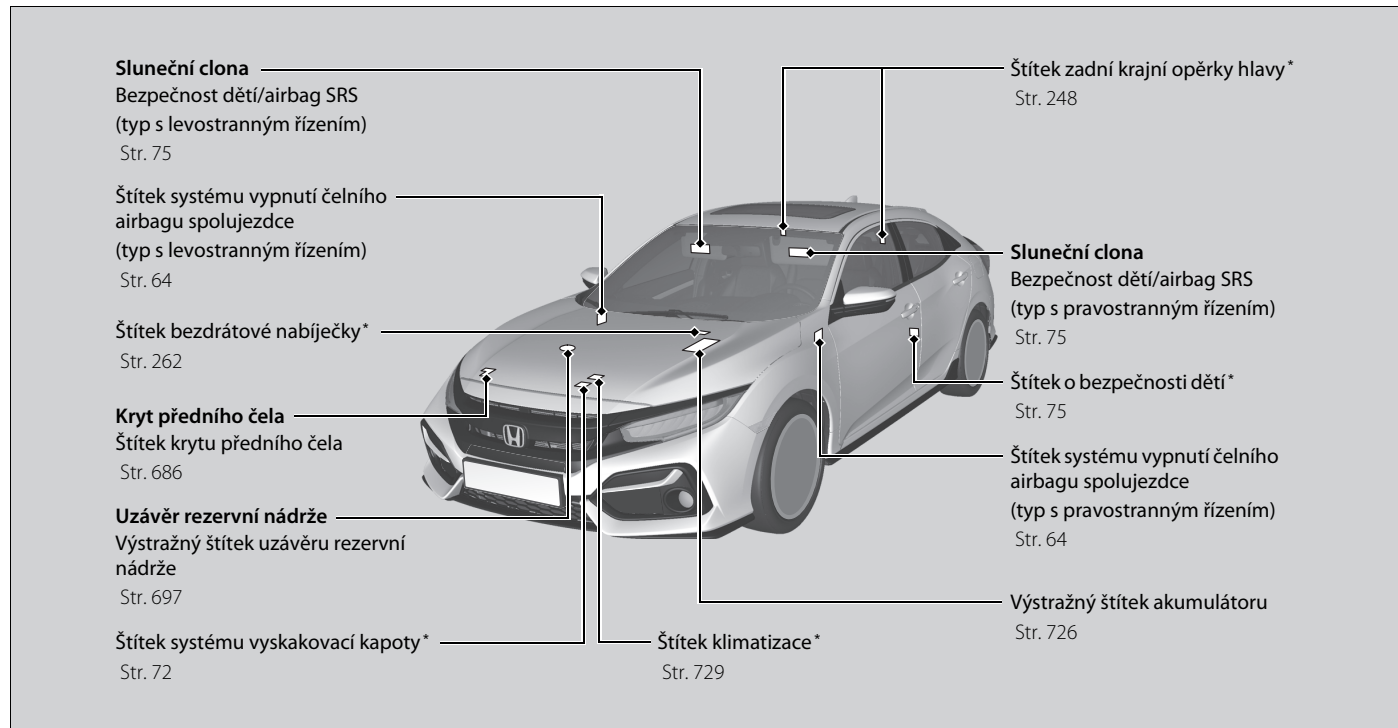 Sluneční clona
Bezpečnost dětí/airbag SRS
(typ s levostranným řízením)
Str. 75
Štítek systému vypnutí čelního
airbagu spolujezdce
(typ s levostranným řízením)
Str. 64
Štítek bezdrátové nabíječky*
Str. 262
Kryt předního čela
Štítek krytu předního čela
Str. 686
Uzávěr rezervní nádrže
Výstražný štítek uzávěru rezervní
nádrže
Str. 697
Štítek systému vyskakovací kapoty*
Str. 72
Štítek klimatizace*
Str. 729
Štítek zadní krajní opěrky hlavy*
Str. 248
Sluneční clona
Bezpečnost dětí/airbag SRS
(typ s pravostranným řízením)
Str. 75
Štítek o bezpečnosti dětí*
Str. 75
Štítek systému vypnutí čelního
airbagu spolujezdce
(typ s pravostranným řízením)
Str. 64
Výstražný štítek akumulátoru
Str. 726